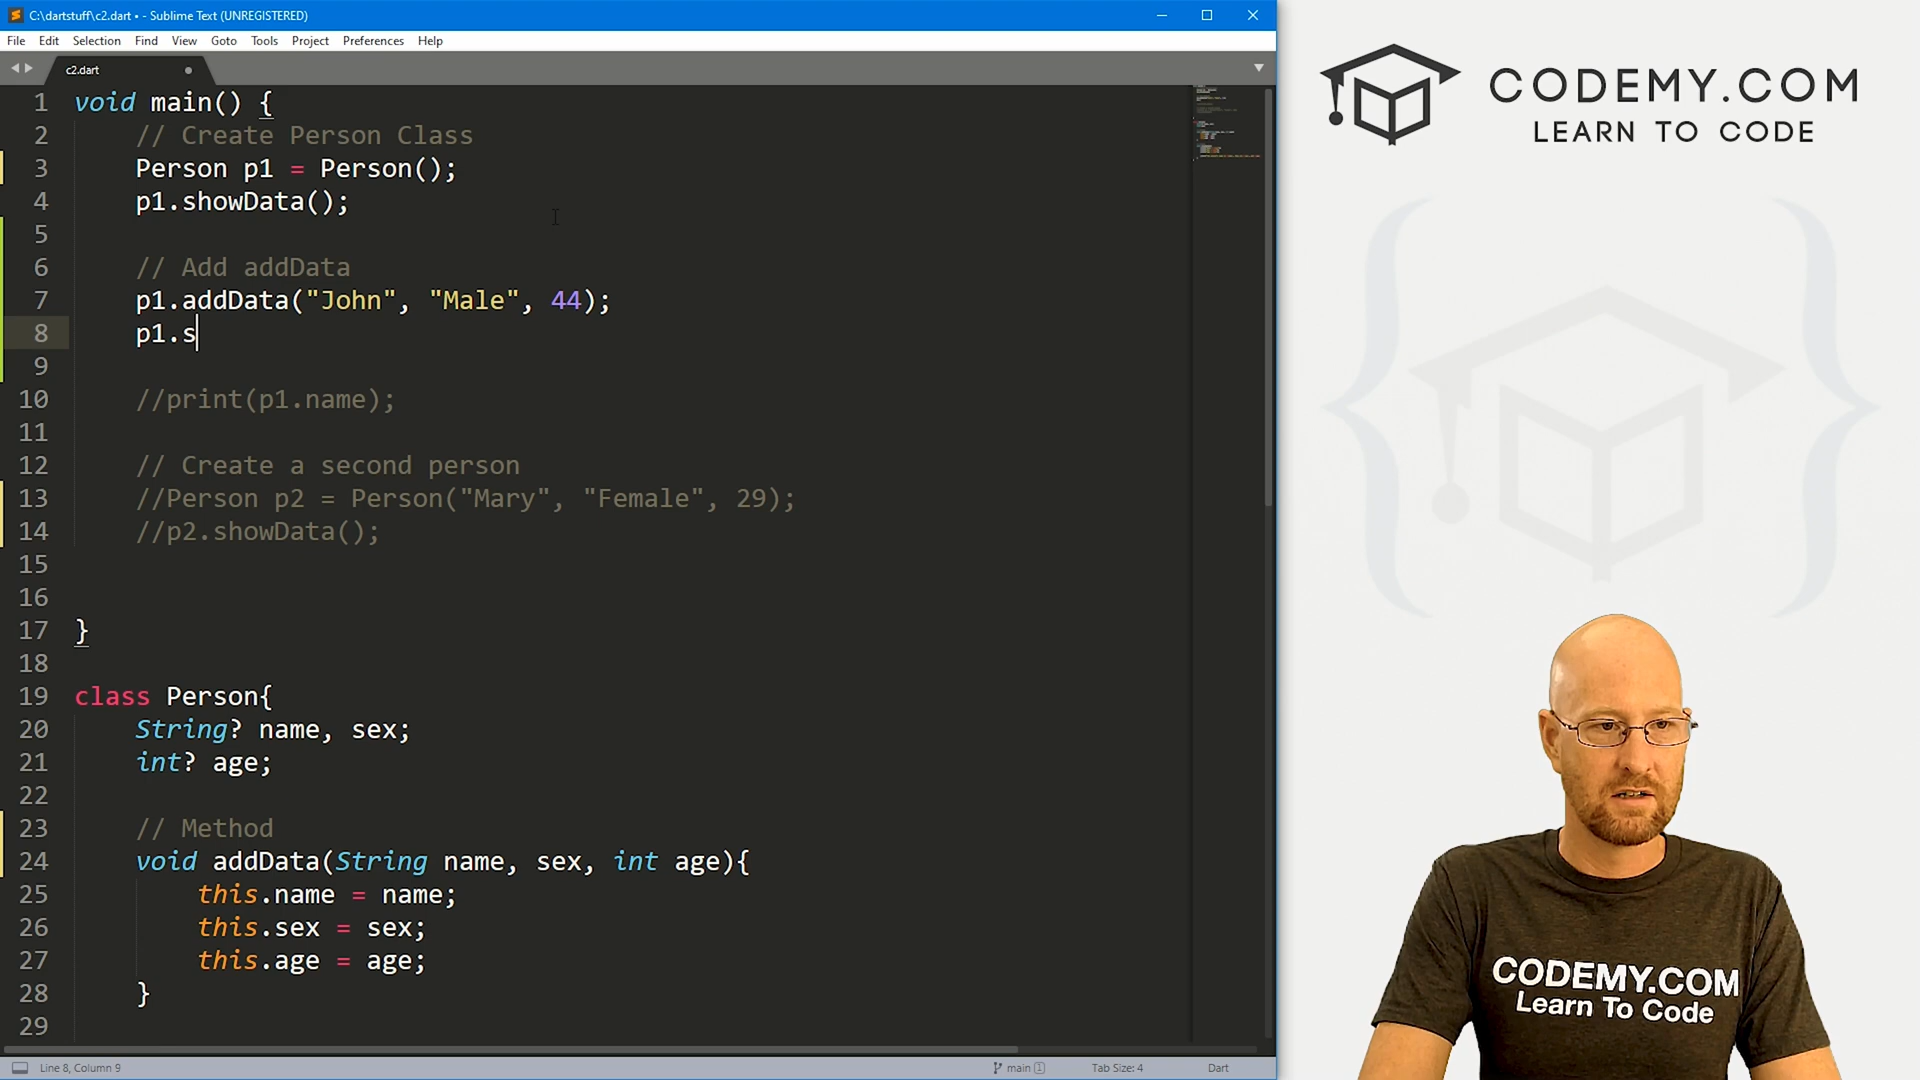 C:\dartstuff\c2.dart • - Sublime Text (UNREGISTERED)
File Edit Selection Find View Goto Tools Project Preferences Help
c2.dart
1 void main() {
2 // Create Person Class
3 Person p1 = Person();
4 p1.showData();
5
6 // Add addData
7 p1.addData("John", "Male", 44);
8 p1.s
9
10 //print(p1.name);
11
12 // Create a second person
13 //Person p2 = Person("Mary", "Female", 29);
14 //p2.showData();
15
16
17 }
18
19 class Person{
20 String? name, sex;
21 int? age;
22
23 // Method
24 void addData(String name, sex, int age){
25 this.name = name;
26 this.sex = sex;
27 this.age = age;
28 }
29
Line 8, Column 9
main 1
Tab Size: 4
Dart
CODEMY.COM
LEARN TO CODE
CODEMY.COM
Learn To Code